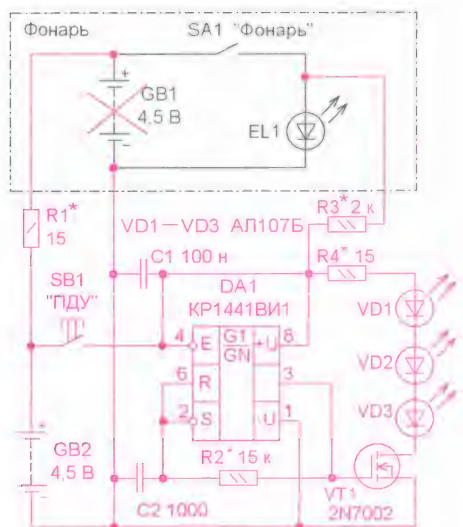 Фонарь
SA1 "Фонарь"
+
GB1
4,5 В
−
EL1
R1*
15
R3* 2 к
VD1—VD3 АЛ107Б
R4* 15
C1 100 н
SB1
"ПДУ"
DA1
КР1441ВИ1
VD1
4 E G1 +U 8
GN
VD2
6 R 3
VD3
2 S -U 1
+
GB2
4,5 В
−
R2* 15 к
C2 1000
VT1
2N7002